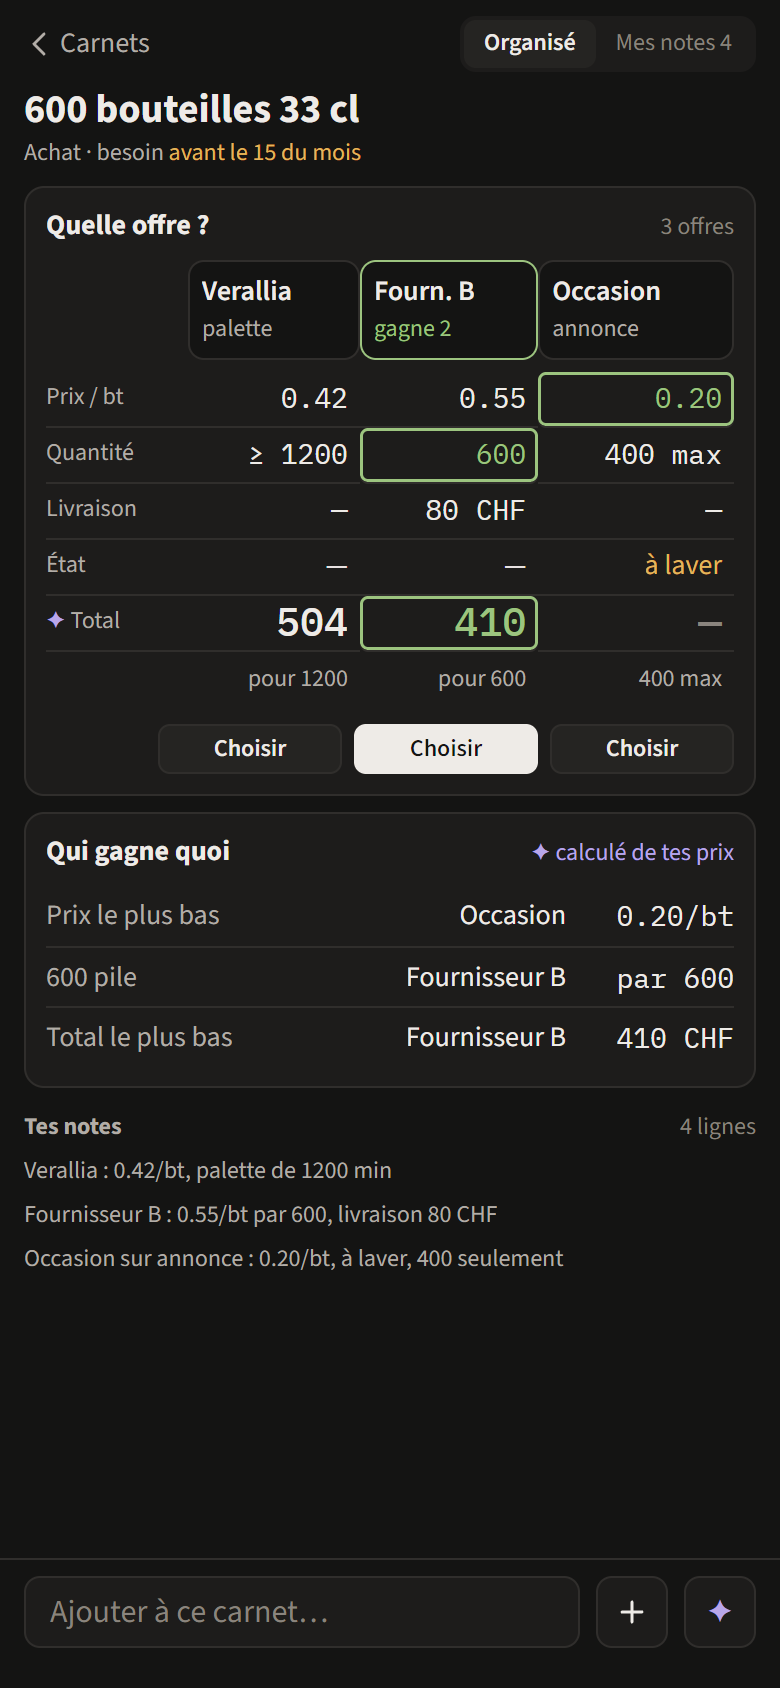 Carnets
Organisé Mes notes 4
600 bouteilles 33 cl
Achat · besoin avant le 15 du mois
Quelle offre ? 3 offres
Verallia Fourn. B Occasion
palette gagne 2 annonce
Prix / bt 0.42 0.55 0.20
Quantité ≥ 1200 600 400 max
Livraison — 80 CHF —
État — — à laver
✦ Total 504 410 —
pour 1200 pour 600 400 max
Choisir Choisir Choisir
Qui gagne quoi ✦ calculé de tes prix
Prix le plus bas Occasion 0.20/bt
600 pile Fournisseur B par 600
Total le plus bas Fournisseur B 410 CHF
Tes notes 4 lignes
Verallia : 0.42/bt, palette de 1200 min
Fournisseur B : 0.55/bt par 600, livraison 80 CHF
Occasion sur annonce : 0.20/bt, à laver, 400 seulement
Ajouter à ce carnet… + ✦